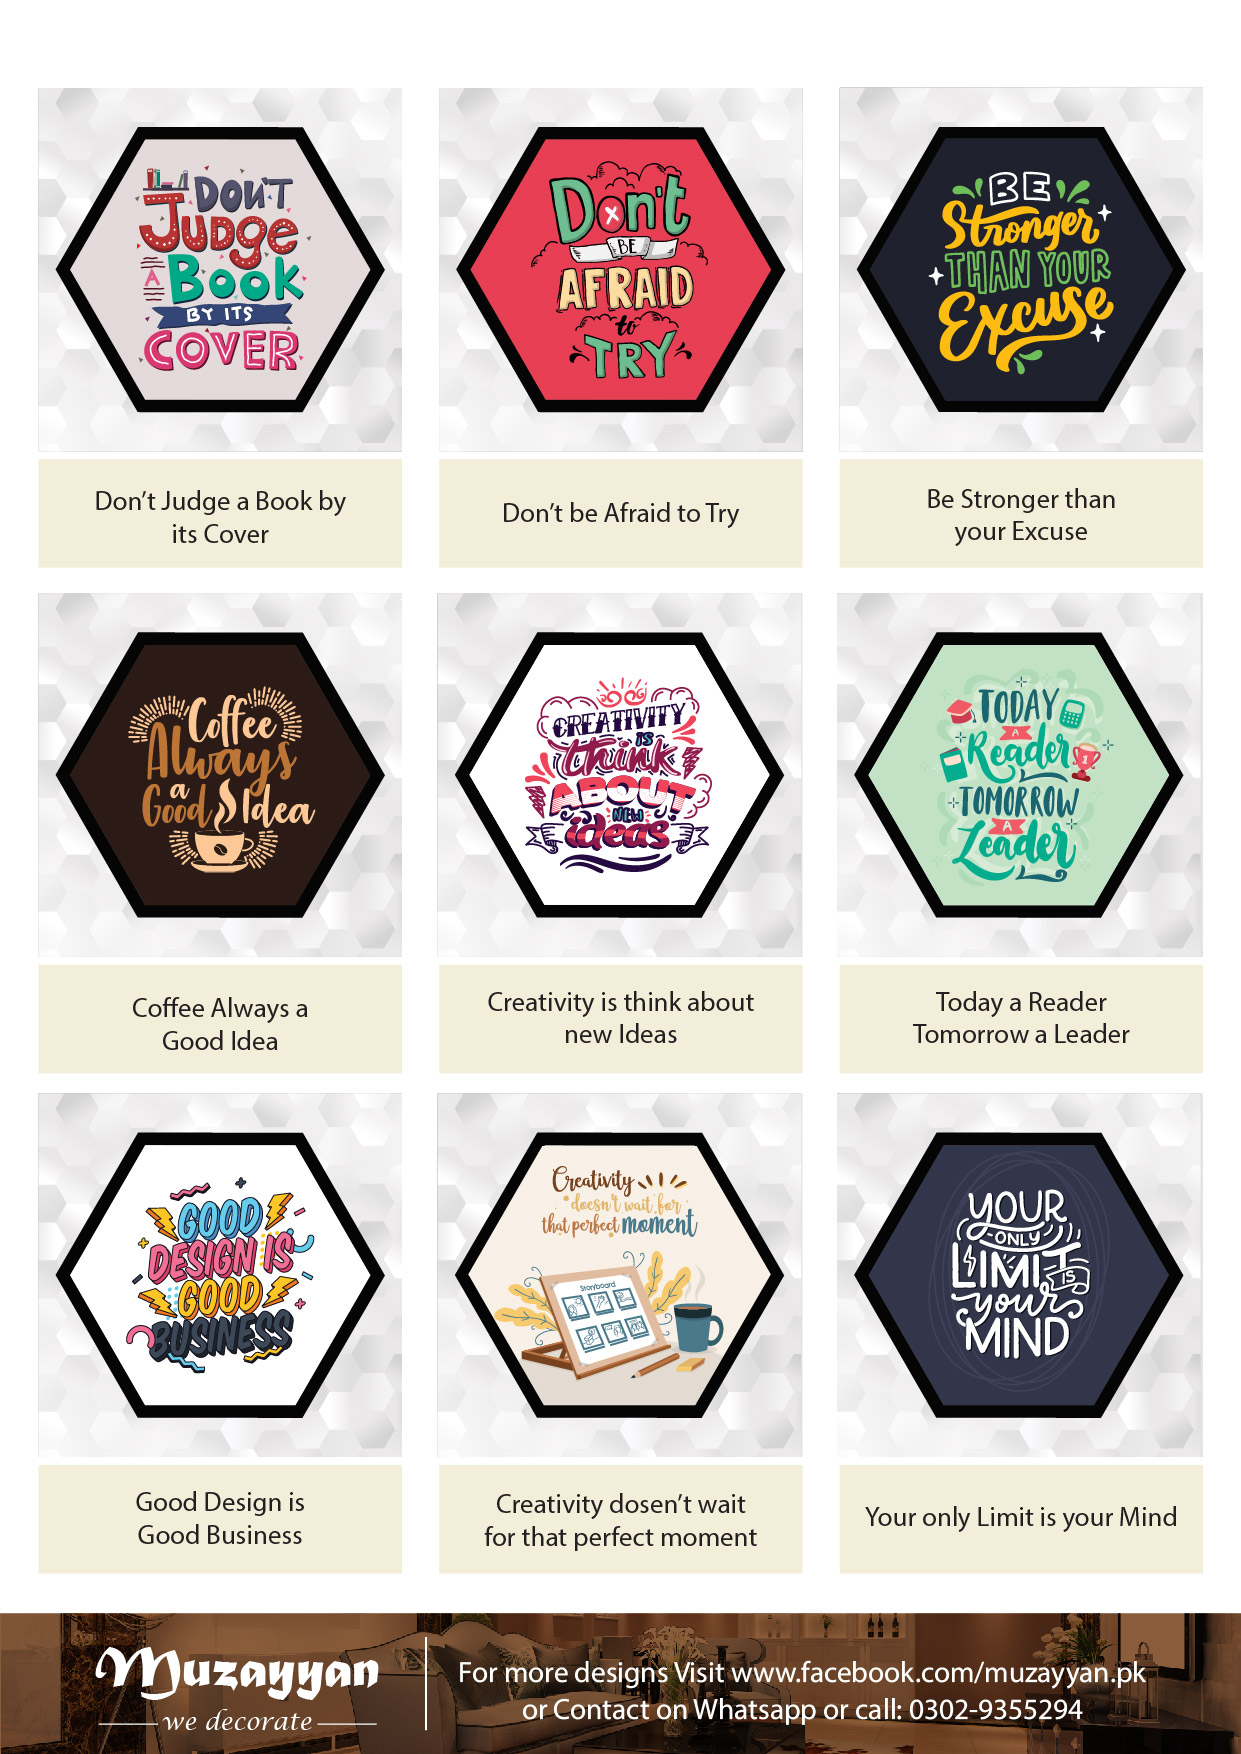 DON'T
JUDGE
A BOOK
BY ITS
COVER
Don't
BE
AFRAID
to
TRY
BE
Stronger
THAN YOUR
Excuse
Don't Judge a Book by
its Cover
Don't be Afraid to Try
Be Stronger than
your Excuse
Coffee
Always
a
Good Idea
CREATIVITY
IS
think
ABOUT
NEW
ideas
TODAY
A
Reader
TOMORROW
A
Leader
Coffee Always a
Good Idea
Creativity is think about
new Ideas
Today a Reader
Tomorrow a Leader
GOOD
DESIGN IS
GOOD
BUSINESS
Creativity
doesn't wait for
that perfect moment
Storyboard
YOUR
ONLY
LIMIT
IS
your
MIND
Good Design is
Good Business
Creativity dosen't wait
for that perfect moment
Your only Limit is your Mind
Muzayyan
we decorate
For more designs Visit www.facebook.com/muzayyan.pk
or Contact on Whatsapp or call: 0302-9355294